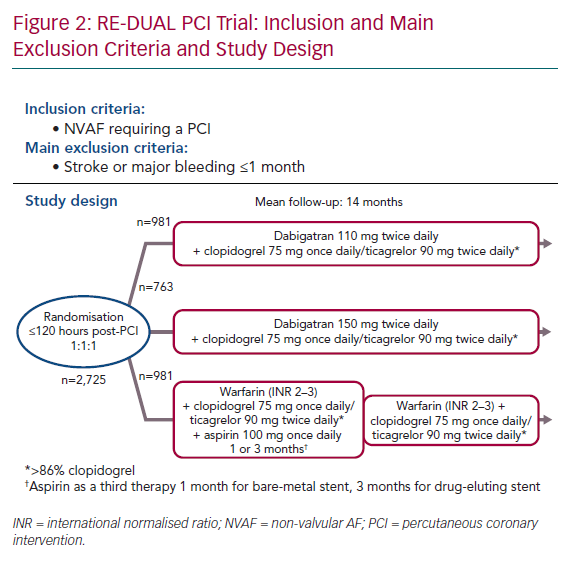 Figure 2: RE-DUAL PCI Trial: Inclusion and Main
Exclusion Criteria and Study Design
Inclusion criteria:
• NVAF requiring a PCI
Main exclusion criteria:
• Stroke or major bleeding ≤1 month
Study design
Mean follow-up: 14 months
n=981
Dabigatran 110 mg twice daily
+ clopidogrel 75 mg once daily/ticagrelor 90 mg twice daily*
n=763
Randomisation
≤120 hours post-PCI
1:1:1
Dabigatran 150 mg twice daily
+ clopidogrel 75 mg once daily/ticagrelor 90 mg twice daily*
n=2,725
n=981
Warfarin (INR 2–3)
+ clopidogrel 75 mg once daily/
ticagrelor 90 mg twice daily*
+ aspirin 100 mg once daily
1 or 3 months†
Warfarin (INR 2–3) +
clopidogrel 75 mg once daily/
ticagrelor 90 mg twice daily*
*>86% clopidogrel
†Aspirin as a third therapy 1 month for bare-metal stent, 3 months for drug-eluting stent
INR = international normalised ratio; NVAF = non-valvular AF; PCI = percutaneous coronary
intervention.